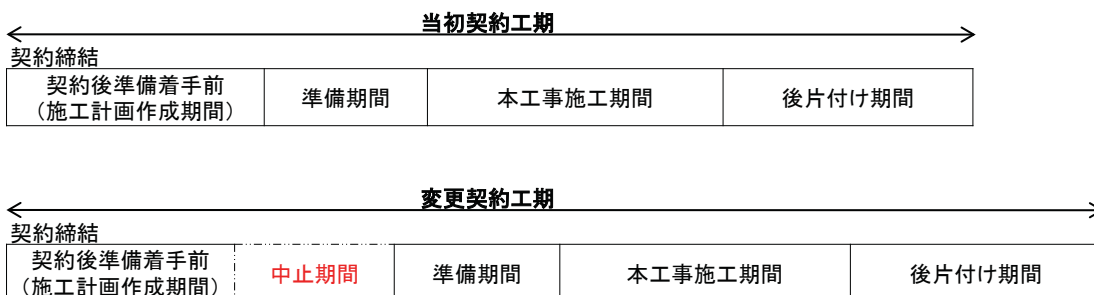 当初契約工期
契約締結
契約後準備着手前
（施工計画作成期間）
準備期間
本工事施工期間
後片付け期間
変更契約工期
契約締結
契約後準備着手前
（施工計画作成期間）
中止期間
準備期間
本工事施工期間
後片付け期間